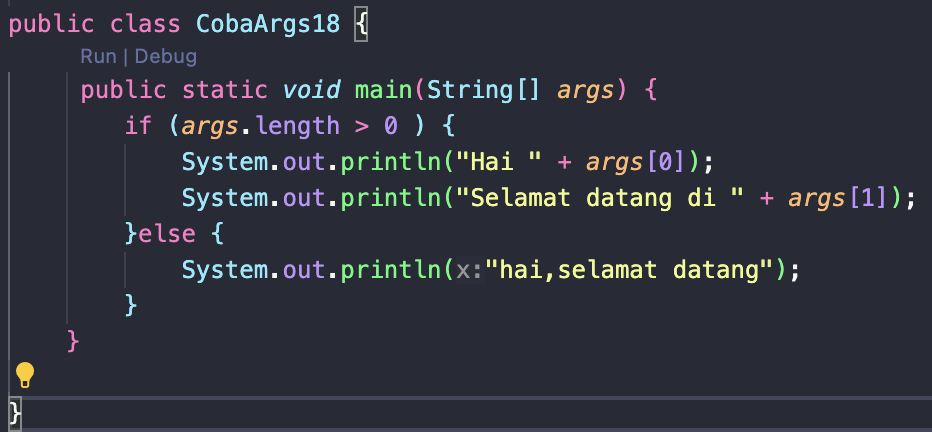 public class CobaArgs18 {
Run | Debug
public static void main(String[] args) {
if (args.length > 0 ) {
System.out.println("Hai " + args[0]);
System.out.println("Selamat datang di " + args[1]);
}else {
System.out.println(x:"hai,selamat datang");
}
}
}